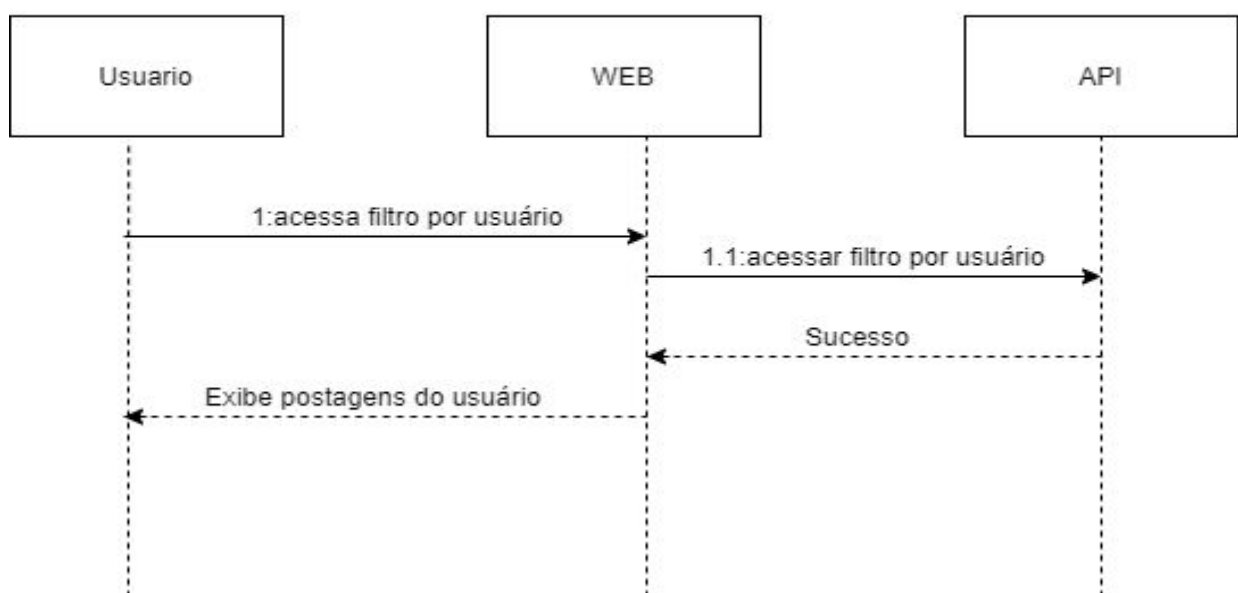 Usuario
WEB
API
1:acessa filtro por usuário
1.1:acessar filtro por usuário
Sucesso
Exibe postagens do usuário